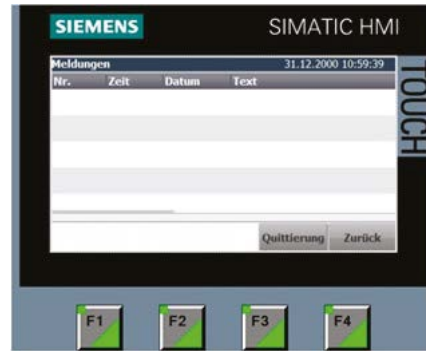 SIEMENS SIMATIC HMI
TOUCH
Meldungen 31.12.2000 10:59:39
Nr. Zeit Datum Text
Quittierung Zurück
F1 F2 F3 F4